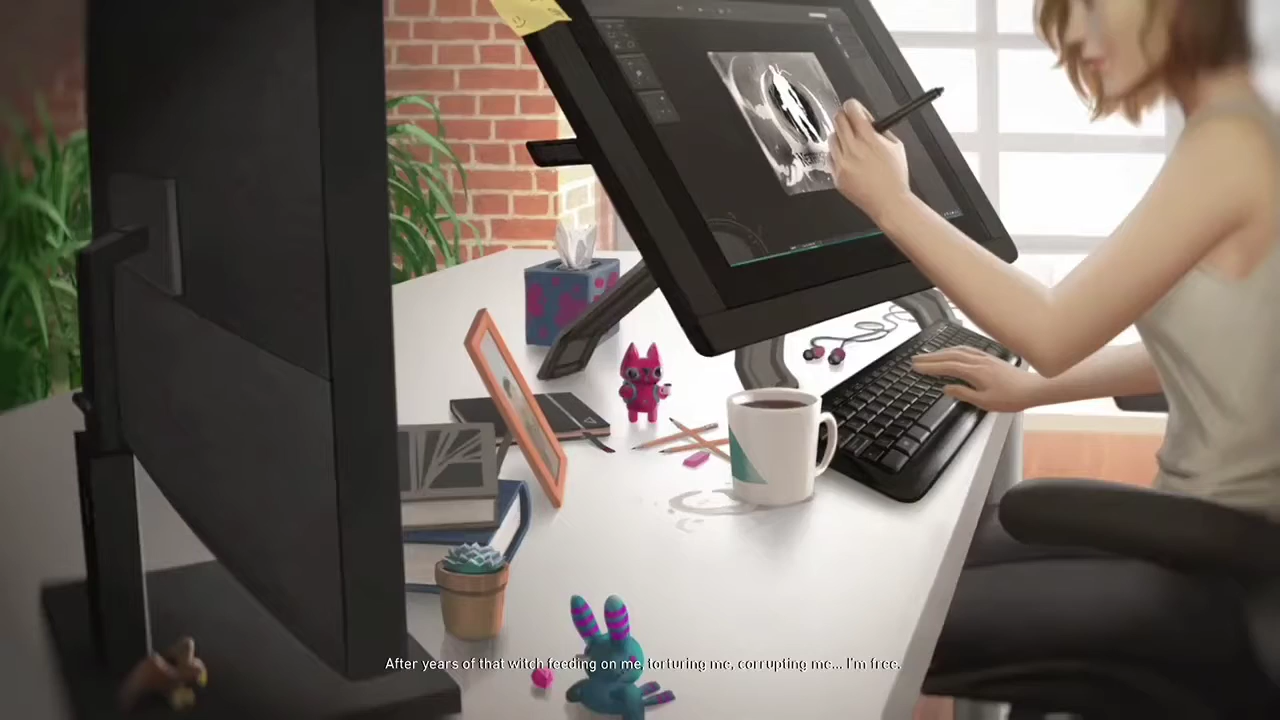 After years of that witch feeding on me, torturing me, corrupting me... I'm free.